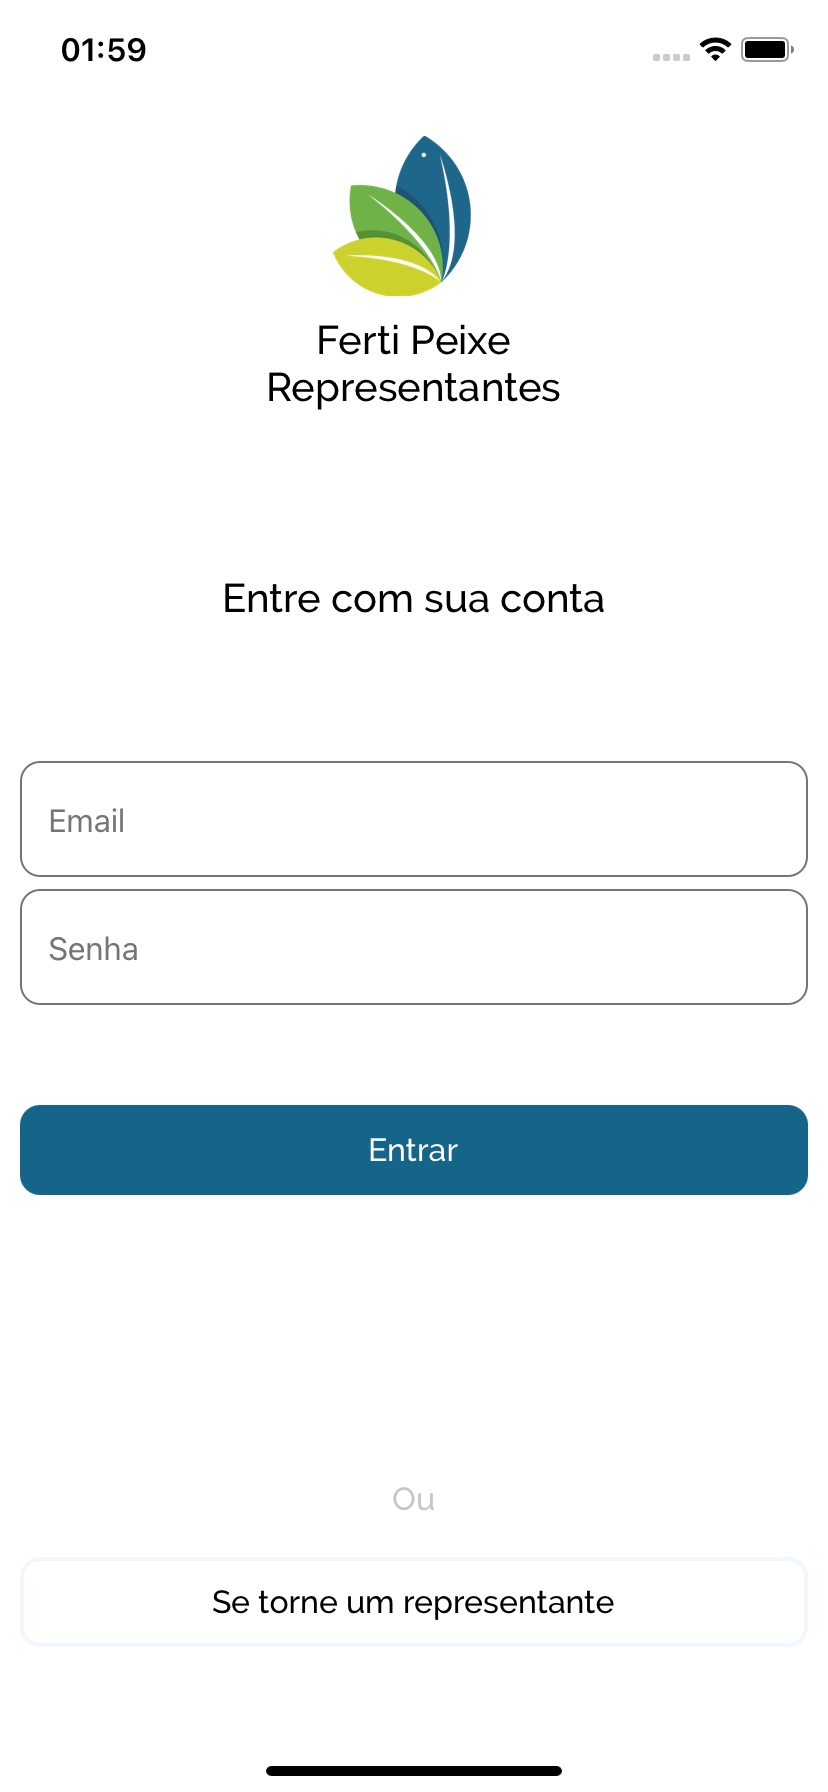 01:59
Ferti Peixe
Representantes
Entre com sua conta
Email
Senha
Entrar
Ou
Se torne um representante